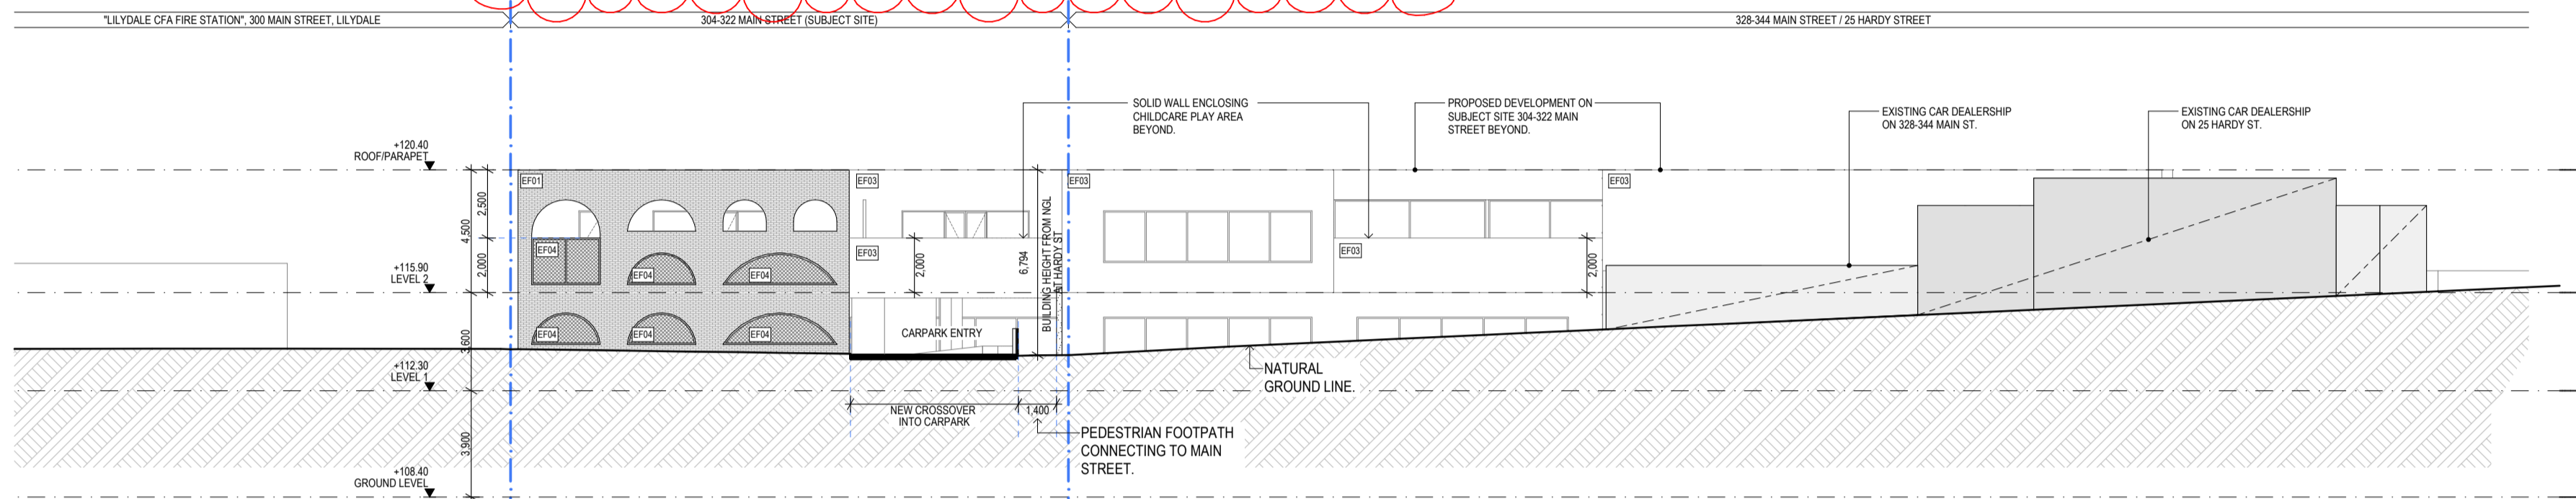 "LILYDALE CFA FIRE STATION", 300 MAIN STREET, LILYDALE
304-322 MAIN STREET (SUBJECT SITE)
328-344 MAIN STREET / 25 HARDY STREET
SOLID WALL ENCLOSING
CHILDCARE PLAY AREA
BEYOND.
PROPOSED DEVELOPMENT ON
SUBJECT SITE 304-322 MAIN
STREET BEYOND.
EXISTING CAR DEALERSHIP
ON 328-344 MAIN ST.
EXISTING CAR DEALERSHIP
ON 25 HARDY ST.
+120.40
ROOF/PARAPET
+115.90
LEVEL 2
+112.30
LEVEL 1
+108.40
GROUND LEVEL
4,500
2,500
2,000
3,600
3,900
EF01
EF04
EF04
EF04
EF04
EF04
EF04
EF03
EF03
2,000
6,794
BUILDING HEIGHT FROM NGL
AT HARDY ST
EF03
EF03
EF03
2,000
CARPARK ENTRY
NEW CROSSOVER
INTO CARPARK
1,400
NATURAL
GROUND LINE.
PEDESTRIAN FOOTPATH
CONNECTING TO MAIN
STREET.